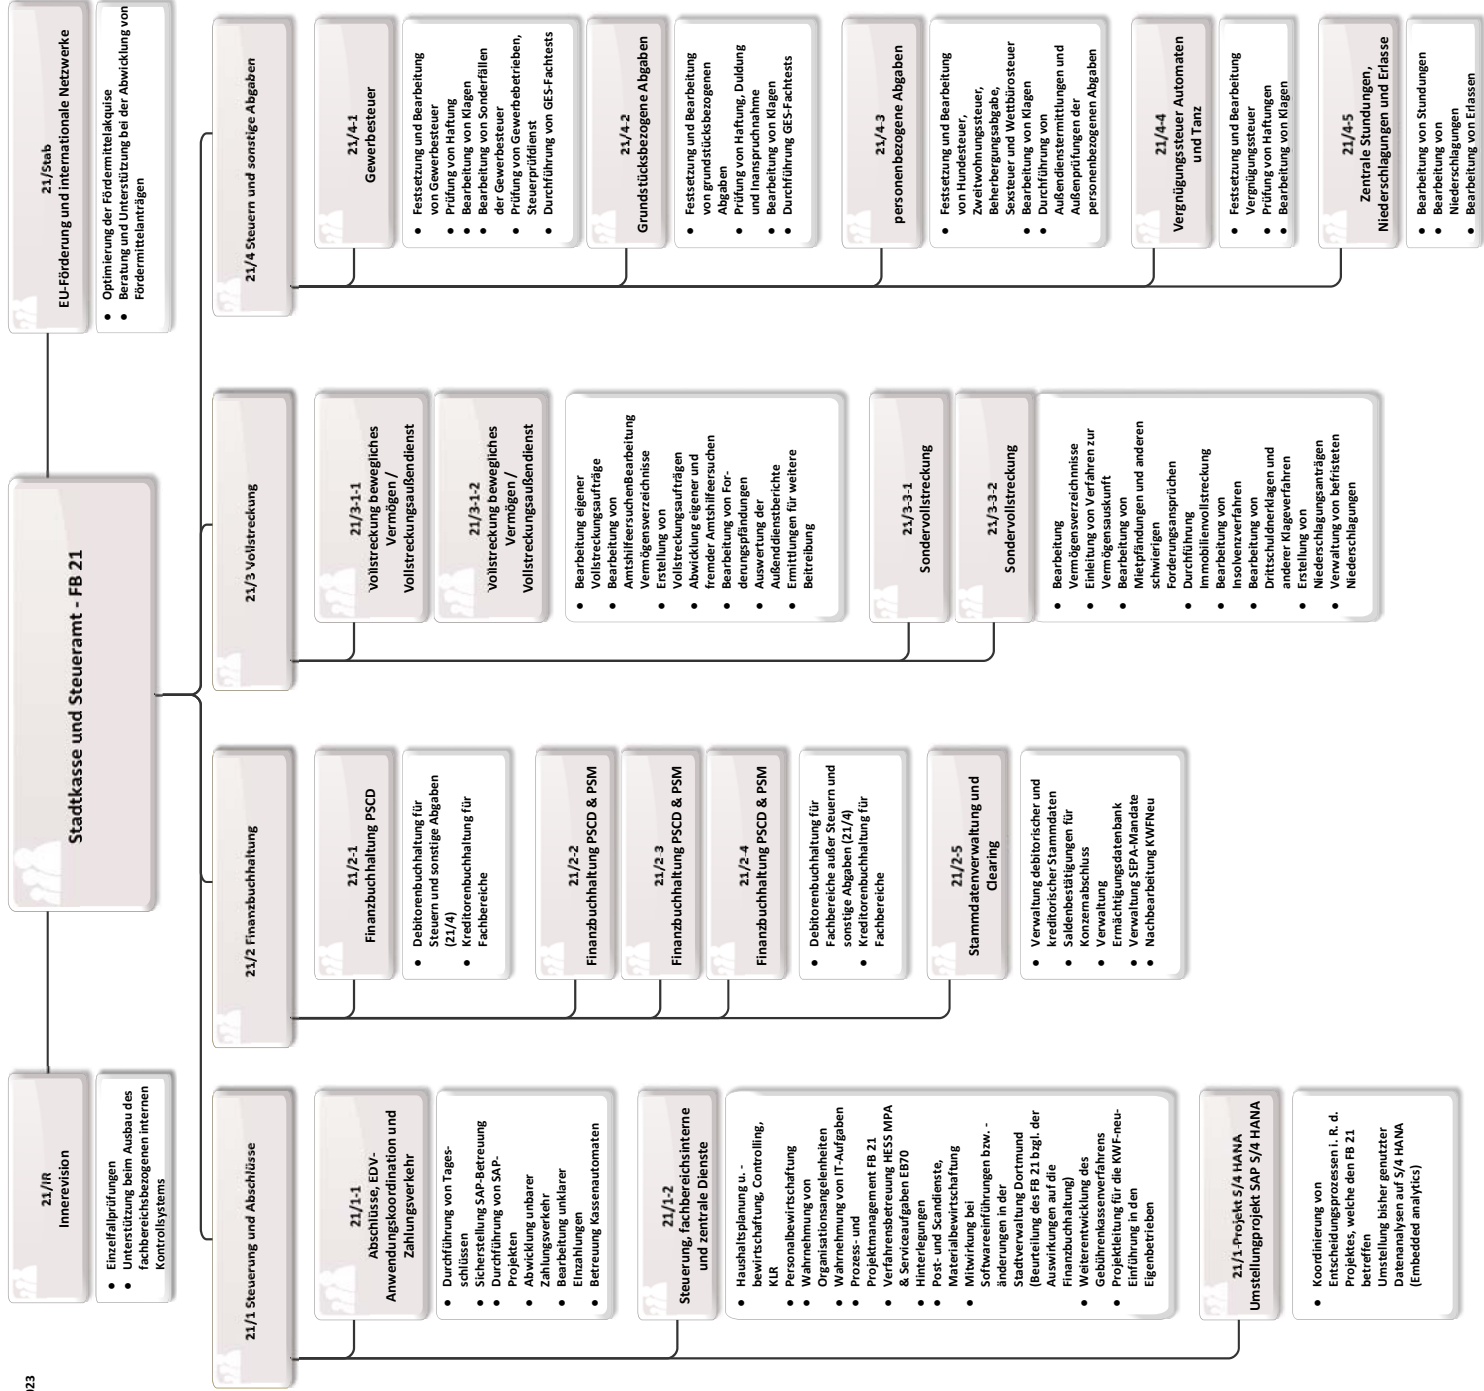 Stadtkasse und Steueramt - FB 21
21/IR
Innerevision
• Einzelfallprüfungen
• Unterstützung beim Ausbau des
fachbereichsbezogenen internen
Kontrollsystems
21/Stab
EU-Förderung und internationale Netzwerke
• Optimierung der Fördermittelakquise
• Beratung und Unterstützung bei der Abwicklung von
Fördermittelanträgen
21/1 Steuerung und Abschlüsse
21/1-1
Abschlüsse, EDV-
Anwendungskoordination und
Zahlungsverkehr
• Durchführung von Tages-
schlüssen
• Sicherstellung SAP-Betreuung
• Durchführung von SAP-
Projekten
• Abwicklung unbarer
Zahlungsverkehr
• Bearbeitung unklarer
EInzahlungen
• Betreuung Kassenautomaten
21/1-2
Steuerung, fachbereichsinterne
und zentrale Dienste
• Haushaltsplanung u. -
bewirtschaftung, Controlling,
KLR
• Personalbewirtschaftung
• Wahrnehmung von
Organisationsangelenheiten
• Wahrnehmung von IT-Aufgaben
• Prozess- und
Projektmanagement FB 21
• Verfahrensbetreuung HESS MPA
& Serviceaufgaben EB70
• Hinterlegungen
• Post- und Scandienste,
Materialbewirtschaftung
• Mitwirkung bei
Softwareeinführungen bzw. -
änderungen in der
Stadtverwaltung Dortmund
(Beurteilung des FB 21 bzgl. der
Auswirkungen auf die
Finanzbuchhaltung)
• Weiterentwicklung des
Gebührenkassenverfahrens
• Projektleitung für die KWF-neu-
Einführung in den
Eigenbetrieben
21/1-Projekt S/4 HANA
Umstellungprojekt SAP S/4 HANA
• Koordinierung von
Entscheidungsprozessen i. R. d.
Projektes, welche den FB 21
betreffen
Umstellung bisher genutzter
Datenanalysen auf S/4 HANA
(Embedded analytics)
21/2 Finanzbuchhaltung
21/2-1
Finanzbuchhaltung PSCD
• Debitorenbuchhaltung für
Steuern und sonstige Abgaben
(21/4)
• Kreditorenbuchhaltung für
Fachbereiche
21/2-2
Finanzbuchhaltung PSCD & PSM
21/2-3
Finanzbuchhaltung PSCD & PSM
21/2-4
Finanzbuchhaltung PSCD & PSM
• Debitorenbuchhaltung für
Fachbereiche außer Steuern und
sonstige Abgaben (21/4)
• Kreditorenbuchhaltung für
Fachbereiche
21/2-5
Stammdatenverwaltung und
Clearing
• Verwaltung debitorischer und
kreditorischer Stammdaten
• Saldenbestätigungen für
Konzernabschluss
• Verwaltung
Ermächtigungsdatenbank
• Verwaltung SEPA-Mandate
• Nachbearbeitung KWFNeu
21/3 Vollstreckung
21/3-1-1
Vollstreckung bewegliches
Vermögen /
Vollstreckungsaußendienst
21/3-1-2
Vollstreckung bewegliches
Vermögen /
Vollstreckungsaußendienst
• Bearbeitung eigener
Vollstreckungsaufträge
• Bearbeitung von
AmtshilfeersuchenBearbeitung
Vermögensverzeichnisse
• Erstellung von
Vollstreckungsaufträgen
• Abwicklung eigener und
fremder Amtshilfeersuchen
• Bearbeitung von For-
derungspfändungen
• Auswertung der
Außendienstberichte
• Ermittlungen für weitere
Beitreibung
21/3-3-1
Sondervollstreckung
21/3-3-2
Sondervollstreckung
• Bearbeitung
Vermögensverzeichnnisse
• Einleitung von Verfahren zur
Vermögensauskunft
• Bearbeitung von
Mietpfändungen und anderen
schwierigen
Forderungsansprüchen
• Durchführung
Immobilienvollstreckung
• Bearbeitung von
Insolvenzverfahren
• Bearbeitung von
Drittschuldnerklagen und
anderer Klageverfahren
• Erstellung von
Niederschlagungsanträgen
• Verwaltung von befristeten
Niederschlagungen
21/4 Steuern und sonstige Abgaben
21/4-1
Gewerbesteuer
• Festsetzung und Bearbeitung
von Gewerbesteuer
• Prüfung von Haftung
• Bearbeitung von Klagen
• Bearbeitung von Sonderfällen
der Gewerbesteuer
• Prüfung von Gewerbebetrieben,
Steuerprüfdienst
• Durchführung von GES-Fachtests
21/4-2
Grundstücksbezogene Abgaben
• Festsetzung und Bearbeitung
von grundstücksbezogenen
Abgaben
• Prüfung von Haftung, Duldung
und Inanspruchnahme
• Bearbeitung von Klagen
• Durchführung GES-Fachtests
21/4-3
personenbezogene Abgaben
• Festsetzung und Bearbeitung
von Hundesteuer,
Zweitwohnungssteuer,
Beherbergungsabgabe,
Sexsteuer und Wettbürosteuer
• Bearbeitung von Klagen
• Durchführung von
Außendienstermittlungen und
Außenprüfungen der
personenbezogenen Abgaben
21/4-4
Vergnügungssteuer Automaten
und Tanz
• Festsetzung und Bearbeitung
Vergnügungssteuer
• Prüfung von Haftungen
• Bearbeitung von Klagen
21/4-5
Zentrale Stundungen,
Niederschlagungen und Erlasse
• Bearbeitung von Stundungen
• Bearbeitung von
Niederschlagungen
• Bearbeitung von Erlassen